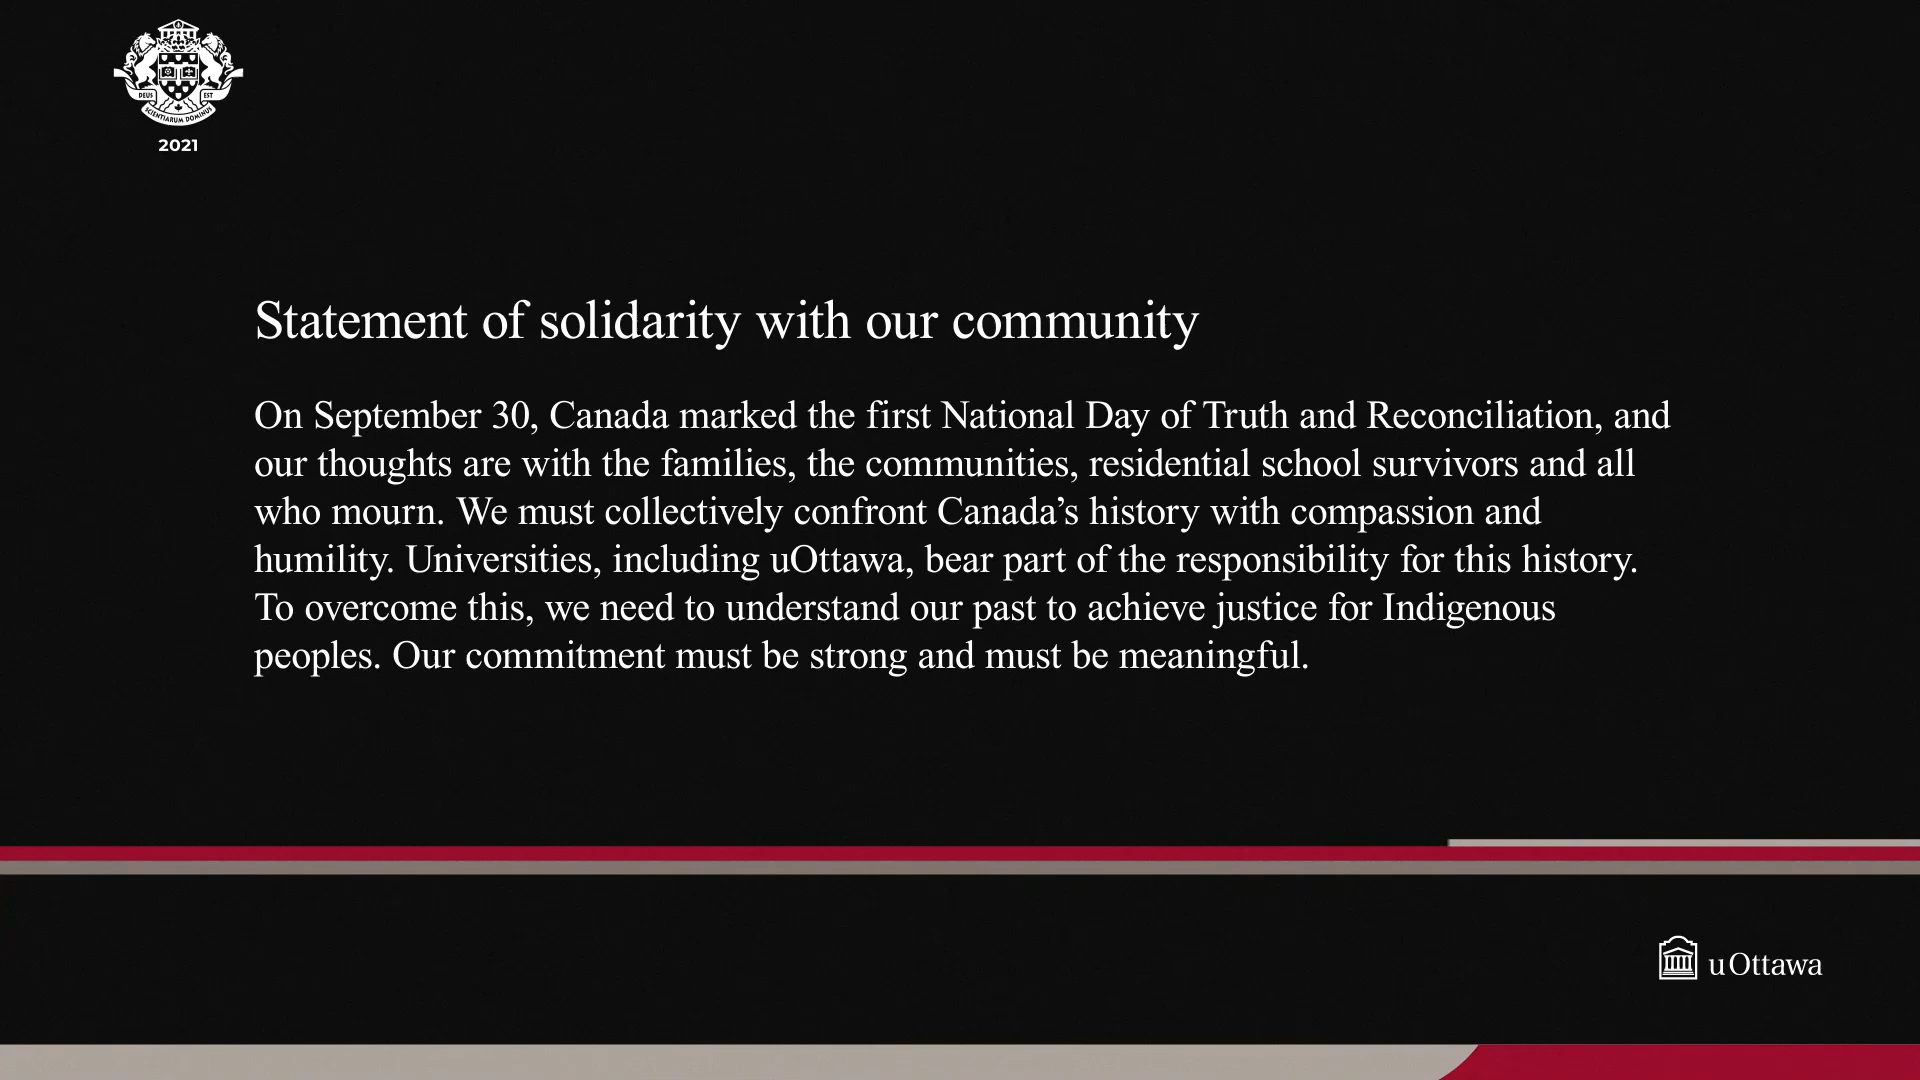 DEUS EST
SCIENTIARUM DOMINUS
2021
Statement of solidarity with our community
On September 30, Canada marked the first National Day of Truth and Reconciliation, and
our thoughts are with the families, the communities, residential school survivors and all
who mourn. We must collectively confront Canada’s history with compassion and
humility. Universities, including uOttawa, bear part of the responsibility for this history.
To overcome this, we need to understand our past to achieve justice for Indigenous
peoples. Our commitment must be strong and must be meaningful.
uOttawa